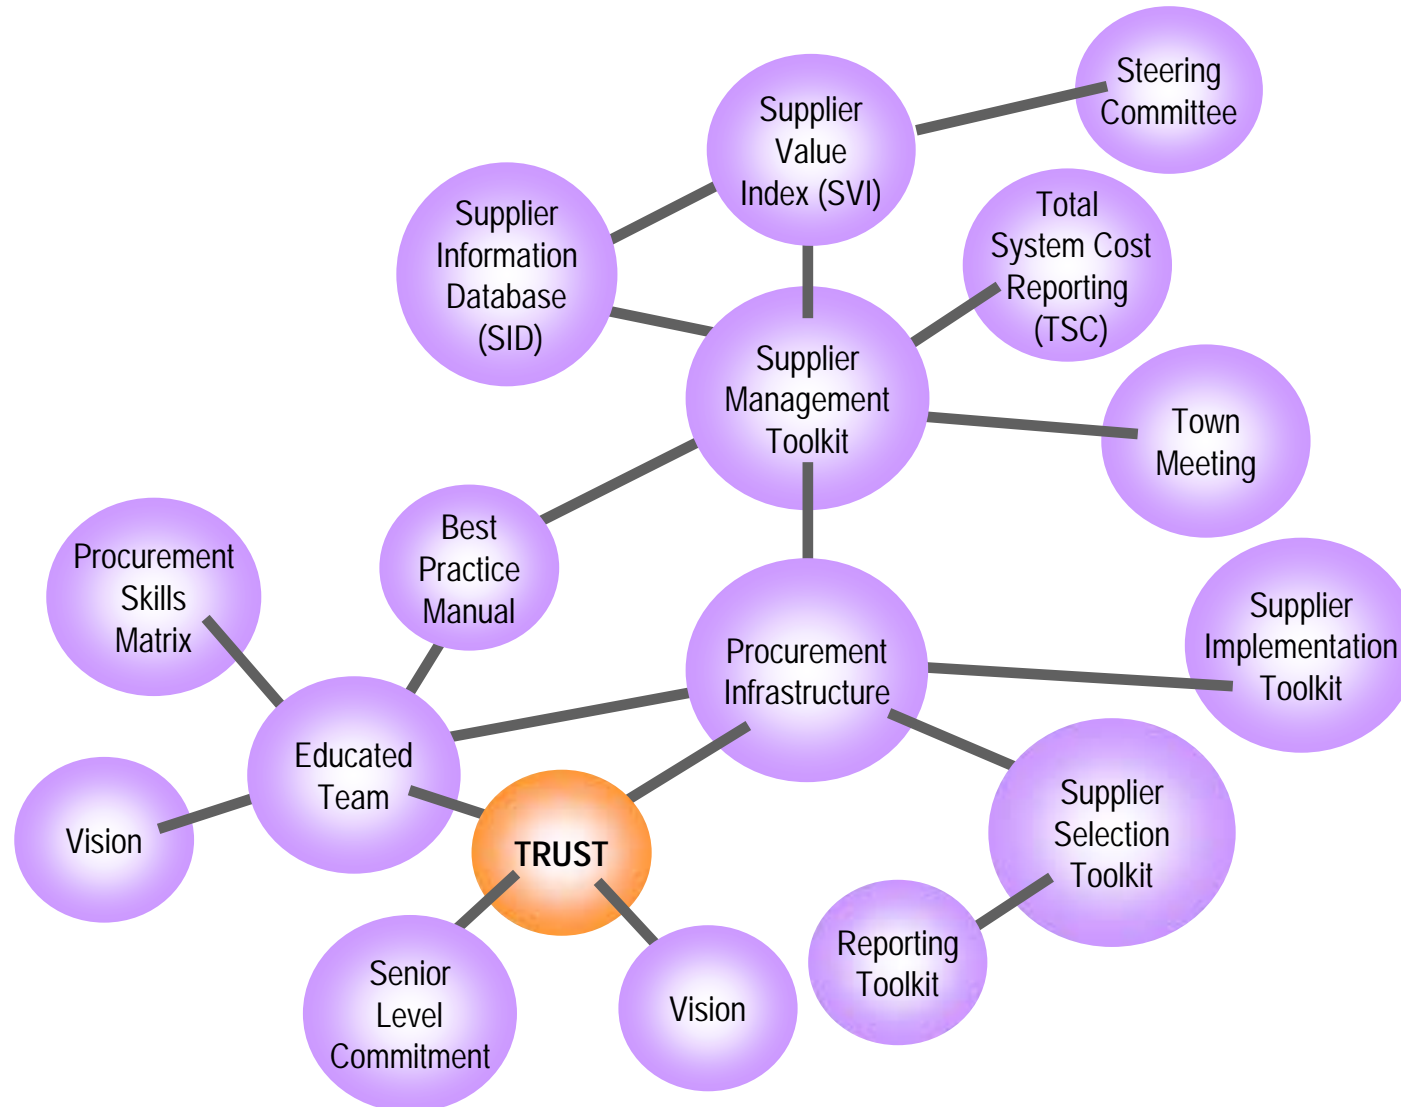 Steering
Committee
Supplier
Value
Index (SVI)
Supplier
Information
Database
(SID)
Total
System Cost
Reporting
(TSC)
Supplier
Management
Toolkit
Town
Meeting
Best
Practice
Manual
Procurement
Skills
Matrix
Procurement
Infrastructure
Supplier
Implementation
Toolkit
Educated
Team
Vision
TRUST
Supplier
Selection
Toolkit
Reporting
Toolkit
Senior
Level
Commitment
Vision